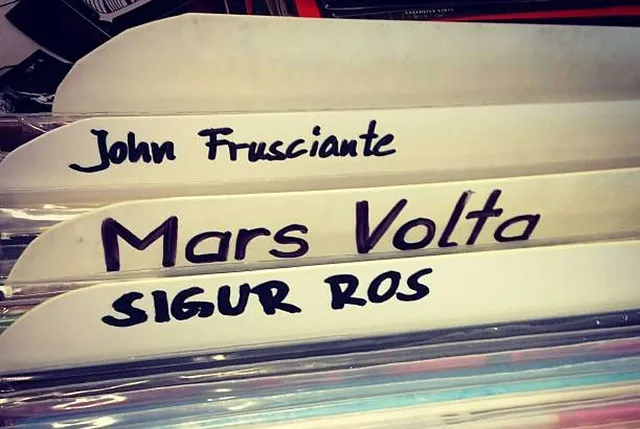 John Frusciante
Mars Volta
SIGUR ROS